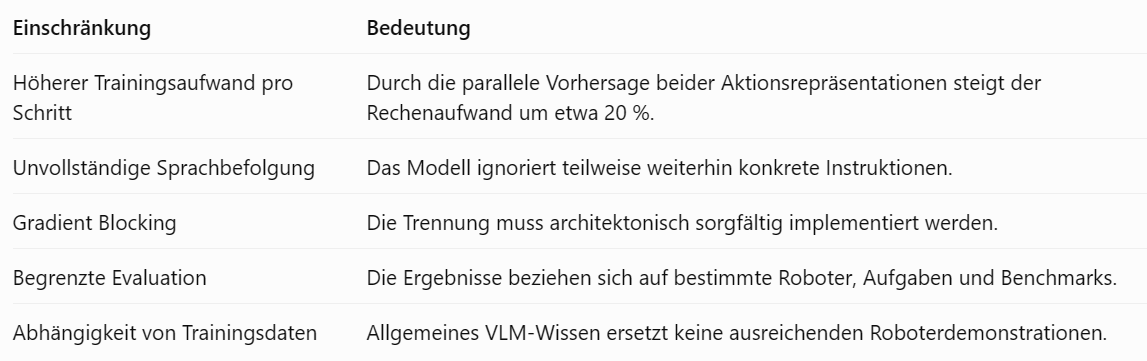 Einschränkung Bedeutung
Höherer Trainingsaufwand pro Durch die parallele Vorhersage beider Aktionsrepräsentationen steigt der
Schritt Rechenaufwand um etwa 20 %.
Unvollständige Sprachbefolgung Das Modell ignoriert teilweise weiterhin konkrete Instruktionen.
Gradient Blocking Die Trennung muss architektonisch sorgfältig implementiert werden.
Begrenzte Evaluation Die Ergebnisse beziehen sich auf bestimmte Roboter, Aufgaben und Benchmarks.
Abhängigkeit von Trainingsdaten Allgemeines VLM-Wissen ersetzt keine ausreichenden Roboterdemonstrationen.